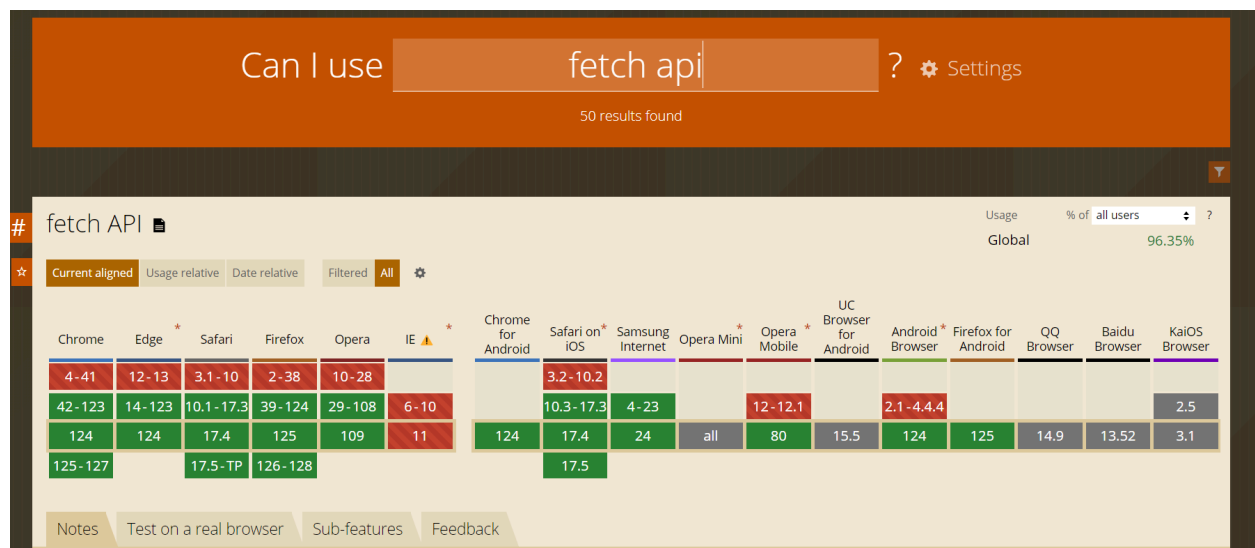 Can I use fetch api ? Settings
50 results found
#
fetch API
Usage % of all users ?
Global 96.35%
Current aligned Usage relative Date relative Filtered All
Chrome Edge * Safari Firefox Opera IE * Chrome for Android Safari on iOS * Samsung Internet Opera Mini * Opera Mobile * UC Browser for Android Android Browser * Firefox for Android QQ Browser Baidu Browser KaiOS Browser
4-41 12-13 3.1-10 2-38 10-28 3.2-10.2
42-123 14-123 10.1-17.3 39-124 29-108 6-10 10.3-17.3 4-23 12-12.1 2.1-4.4.4 2.5
124 124 17.4 125 109 11 124 17.4 24 all 80 15.5 124 125 14.9 13.52 3.1
125-127 17.5-TP 126-128 17.5
Notes Test on a real browser Sub-features Feedback